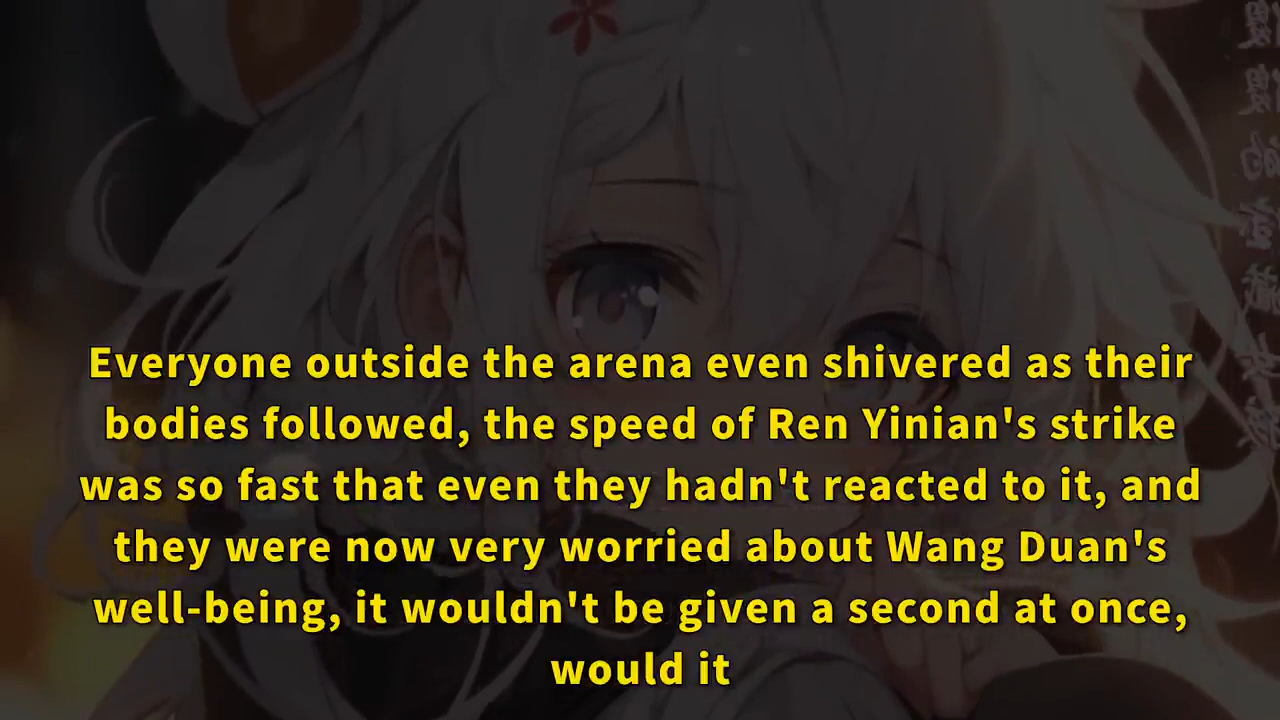 Everyone outside the arena even shivered as their
bodies followed, the speed of Ren Yinian's strike
was so fast that even they hadn't reacted to it, and
they were now very worried about Wang Duan's
well-being, it wouldn't be given a second at once,
would it